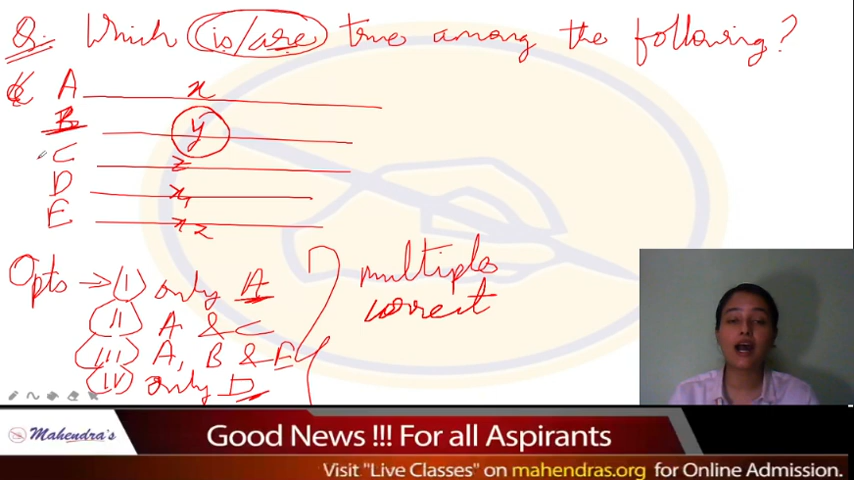 Q. Which is/are true among the following?
A x
B y
C z
D x1
E x2
Opts → (I) only A
(II) A & C
(III) A, B & E
(IV) only D
multiple
correct
Mahendra's
Good News !!! For all Aspirants
Visit "Live Classes" on mahendras.org for Online Admission.